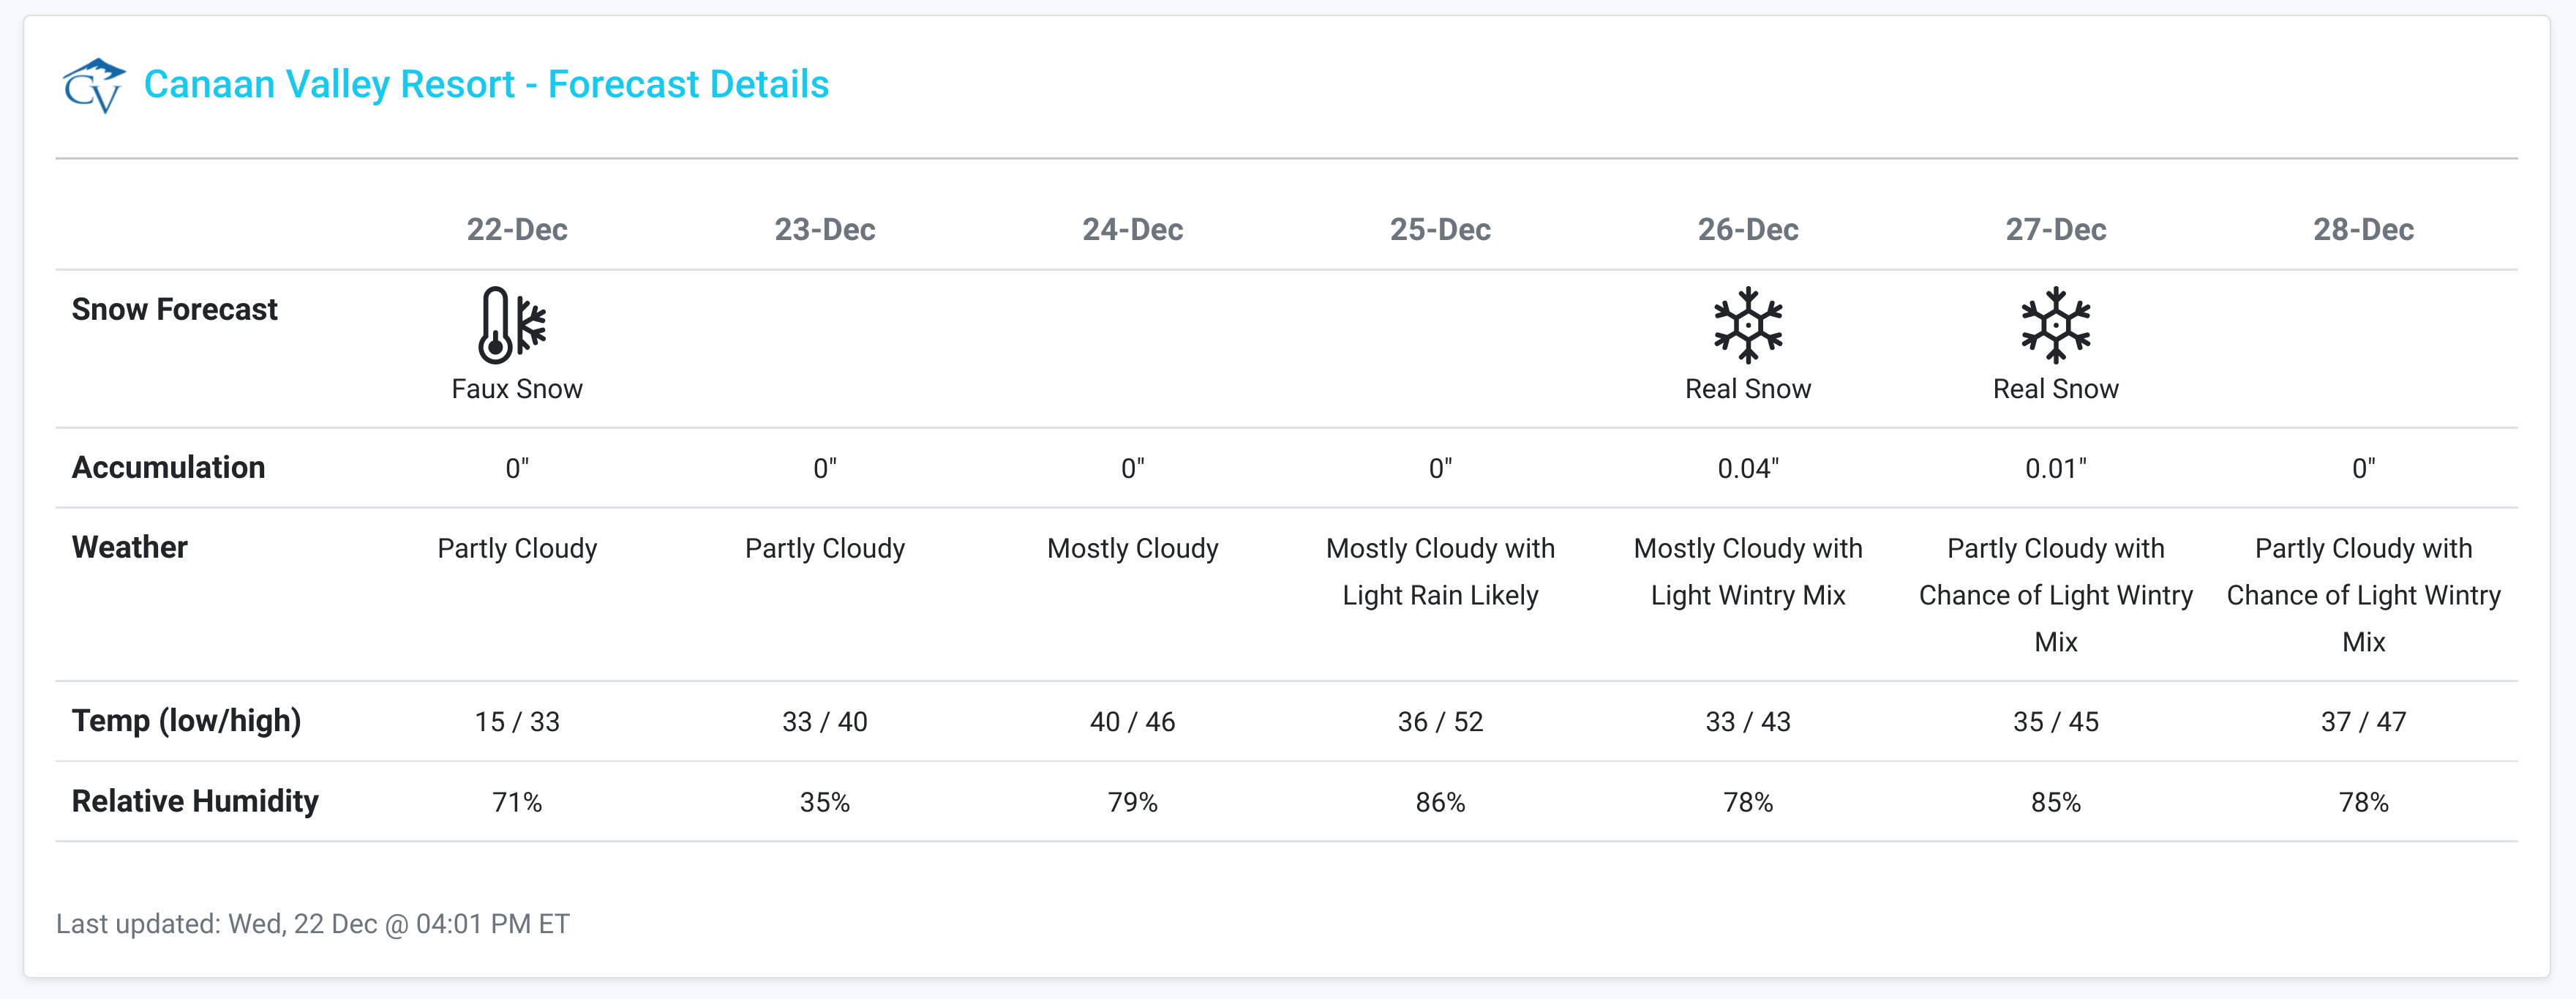 CV Canaan Valley Resort - Forecast Details
22-Dec 23-Dec 24-Dec 25-Dec 26-Dec 27-Dec 28-Dec
Snow Forecast Faux Snow Real Snow Real Snow
Accumulation 0" 0" 0" 0" 0.04" 0.01" 0"
Weather Partly Cloudy Partly Cloudy Mostly Cloudy Mostly Cloudy with Mostly Cloudy with Partly Cloudy with Partly Cloudy with
Light Rain Likely Light Wintry Mix Chance of Light Wintry Chance of Light Wintry
Mix Mix
Temp (low/high) 15 / 33 33 / 40 40 / 46 36 / 52 33 / 43 35 / 45 37 / 47
Relative Humidity 71% 35% 79% 86% 78% 85% 78%
Last updated: Wed, 22 Dec @ 04:01 PM ET